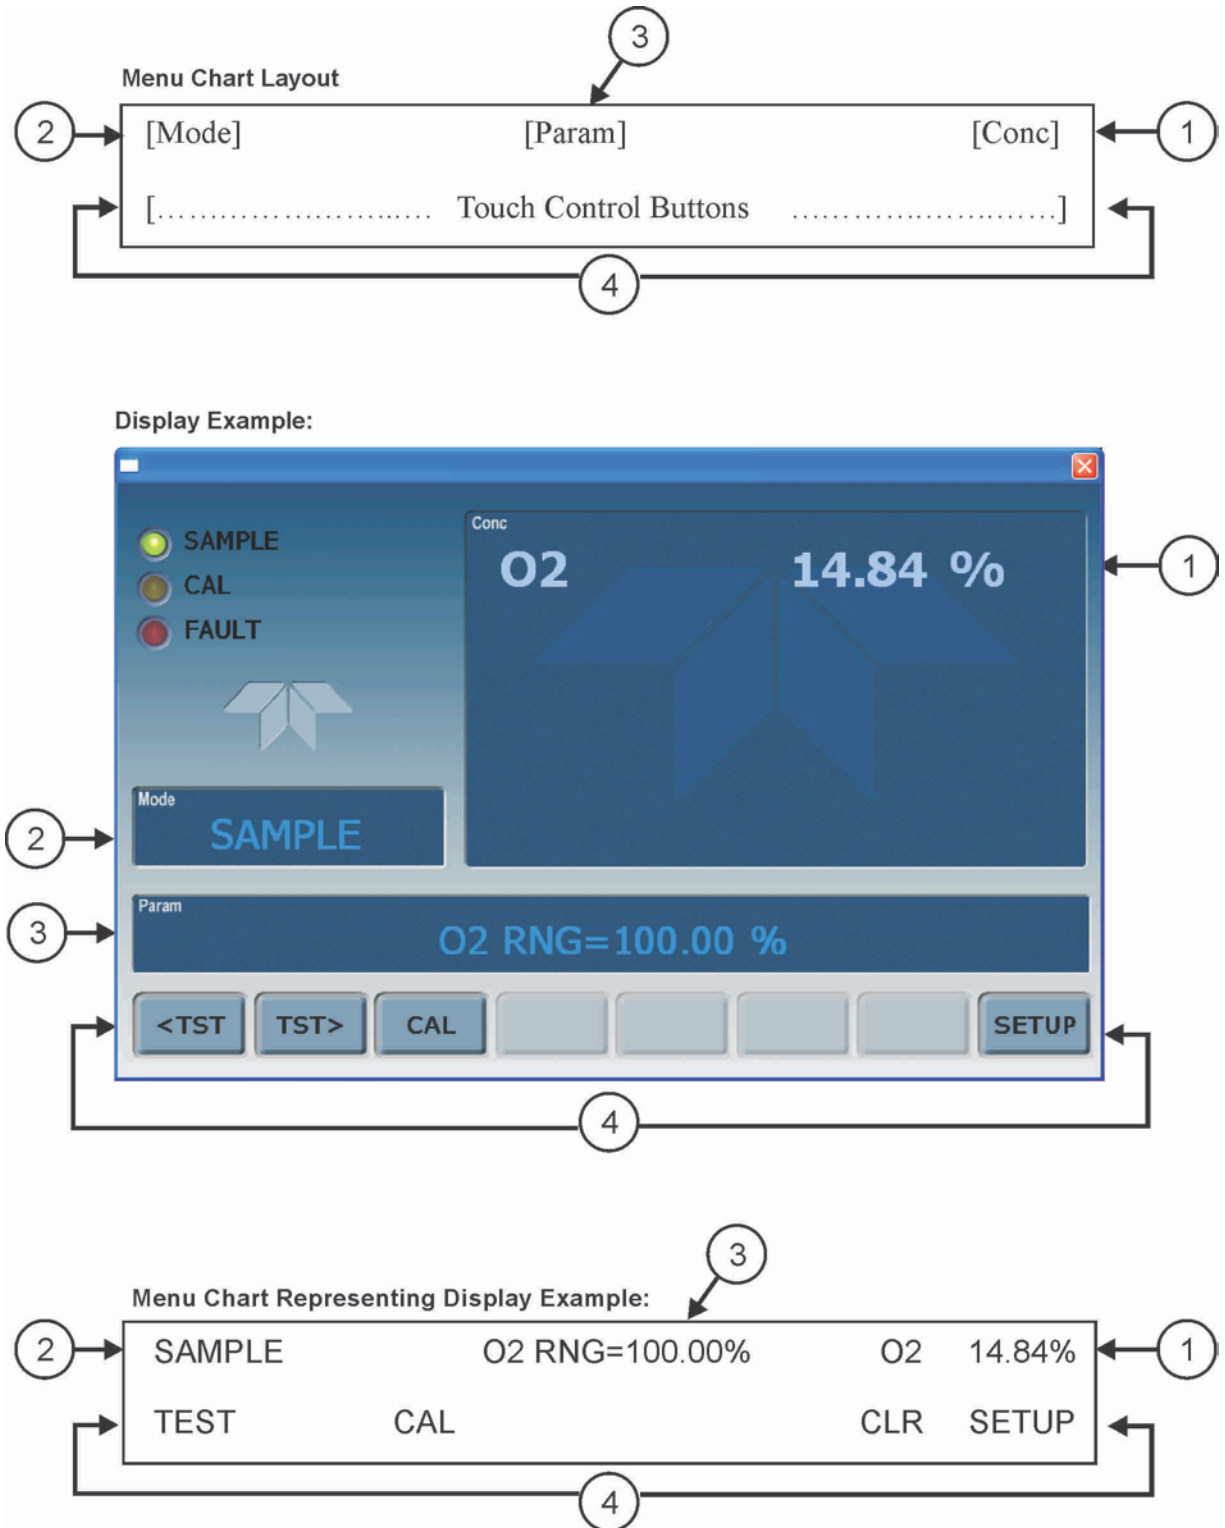 3
Menu Chart Layout
2 [Mode] [Param] [Conc] 1
[........................... Touch Control Buttons ..........................]
4
Display Example:
SAMPLE
CAL
FAULT
Conc
O2 14.84 %
1
Mode
SAMPLE
2
Param
O2 RNG=100.00 %
3
<TST TST> CAL SETUP
4
3
Menu Chart Representing Display Example:
2 SAMPLE O2 RNG=100.00% O2 14.84% 1
TEST CAL CLR SETUP
4